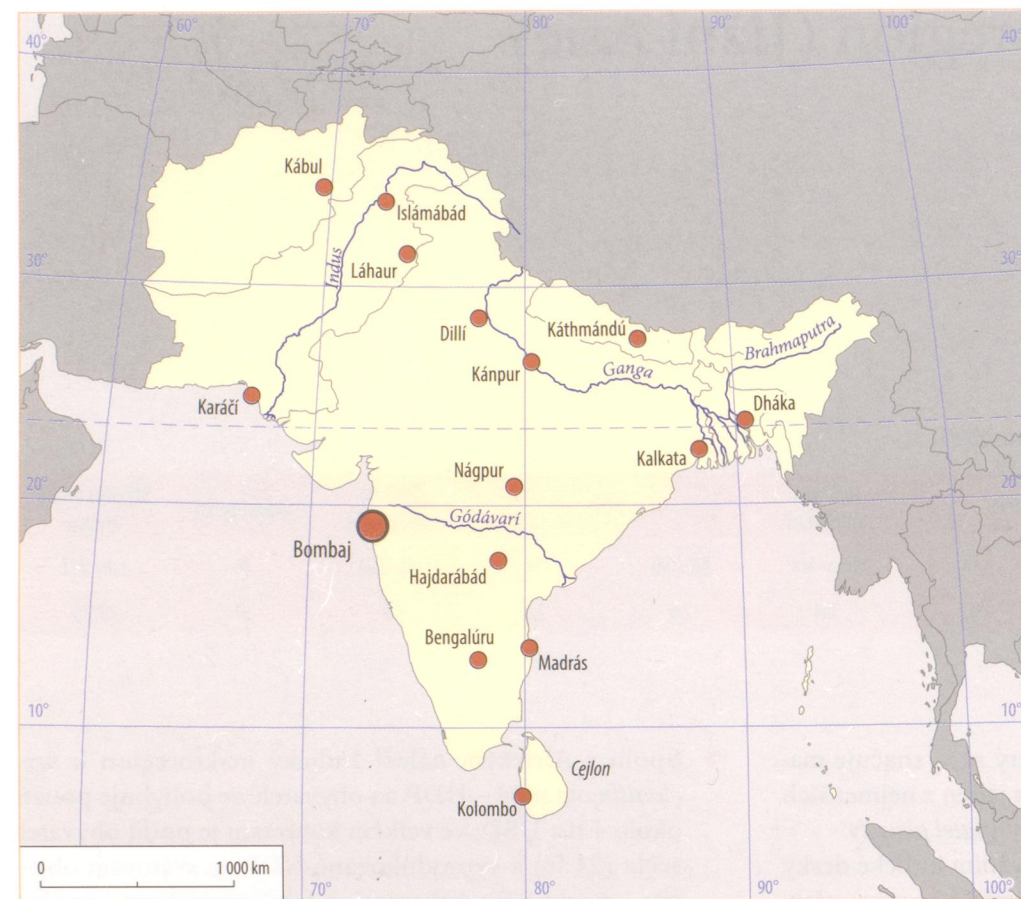 40°
60°
70°
80°
90°
100°
40°
Kábul
Islámábád
Indus
Láhaur
30°
30°
Dillí
Káthmándú
Brahmaputra
Kánpur
Ganga
Karáčí
Dháka
Kalkata
Nágpur
20°
20°
Gódávarí
Bombaj
Hajdarábád
Bengalúru
Madrás
10°
10°
Cejlon
Kolombo
0
1000 km
70°
80°
90°
100°